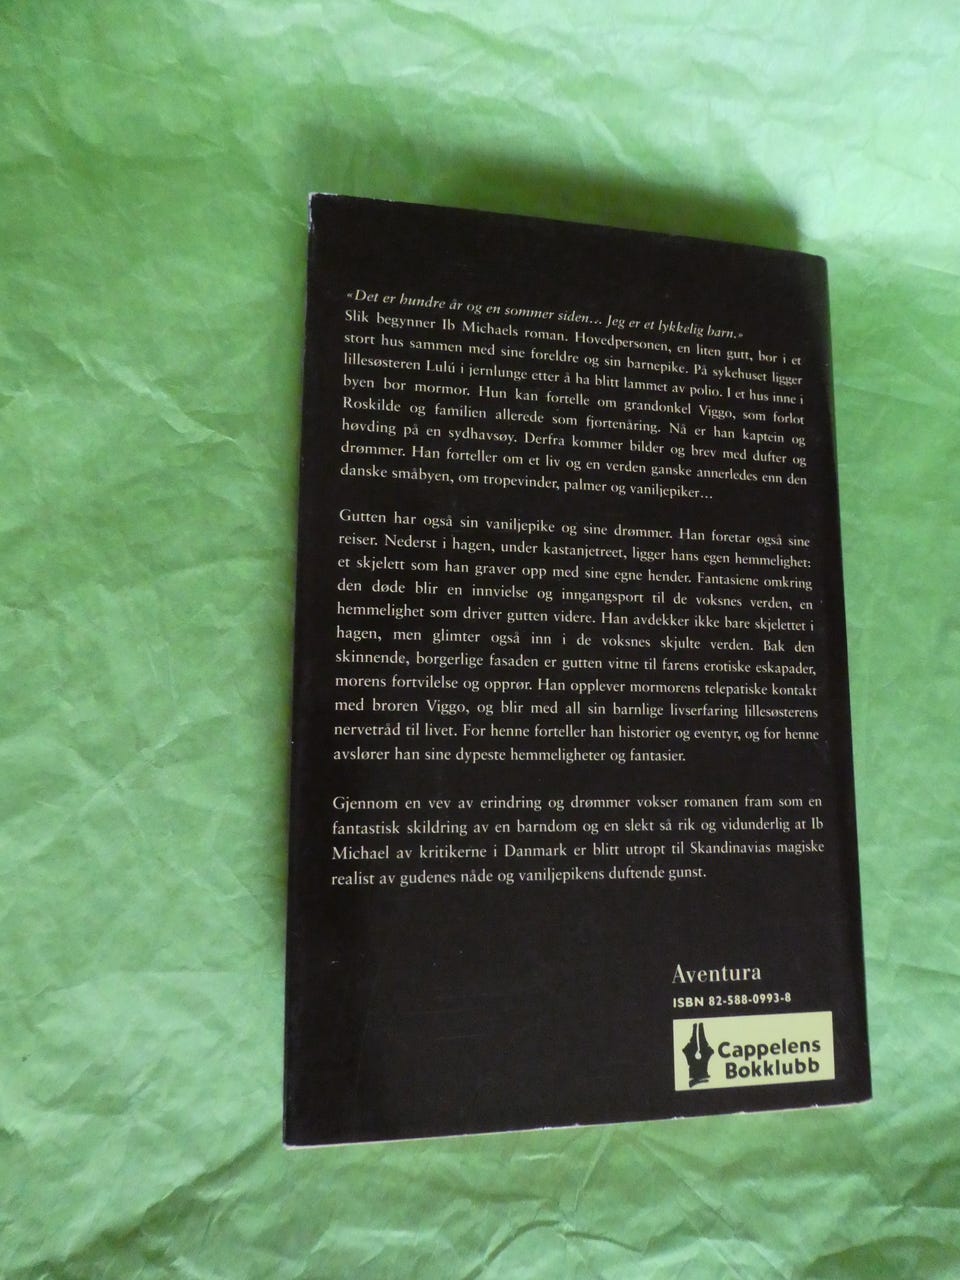 «Det er hundre år og en sommer siden… Jeg er et lykkelig barn.»
Slik begynner Ib Michaels roman. Hovedpersonen, en liten gutt, bor i et
stort hus sammen med sine foreldre og sin barnepike. På sykehuset ligger
lillesøsteren Lulú i jernlunge etter å ha blitt lammet av polio. I et hus inne i
byen bor mormor. Hun kan fortelle om grandonkel Viggo, som forlot
Roskilde og familien allerede som fjortenåring. Nå er han kaptein og
høvding på en sydhavsøy. Derfra kommer bilder og brev med dufter og
drømmer. Han forteller om et liv og en verden ganske annerledes enn den
danske småbyen, om tropevinder, palmer og vaniljepiker…
Gutten har også sin vaniljepike og sine drømmer. Han foretar også sine
reiser. Nederst i hagen, under kastanjetreet, ligger hans egen hemmelighet:
et skjelett som han graver opp med sine egne hender. Fantasiene omkring
den døde blir en innvielse og inngangsport til de voksnes verden, en
hemmelighet som driver gutten videre. Han avdekker ikke bare skjelettet i
hagen, men glimter også inn i de voksnes skjulte verden. Bak den
skinnende, borgerlige fasaden er gutten vitne til farens erotiske eskapader,
morens fortvilelse og opprør. Han opplever mormorens telepatiske kontakt
med broren Viggo, og blir med all sin barnlige livserfaring lillesøsterens
nervetråd til livet. For henne forteller han historier og eventyr, og for henne
avslører han sine dypeste hemmeligheter og fantasier.
Gjennom en vev av erindring og drømmer vokser romanen fram som en
fantastisk skildring av en barndom og en slekt så rik og vidunderlig at Ib
Michael av kritikerne i Danmark er blitt utropt til Skandinavias magiske
realist av gudenes nåde og vaniljepikens duftende gunst.
Aventura
ISBN 82-588-0993-8
Cappelens
Bokklubb